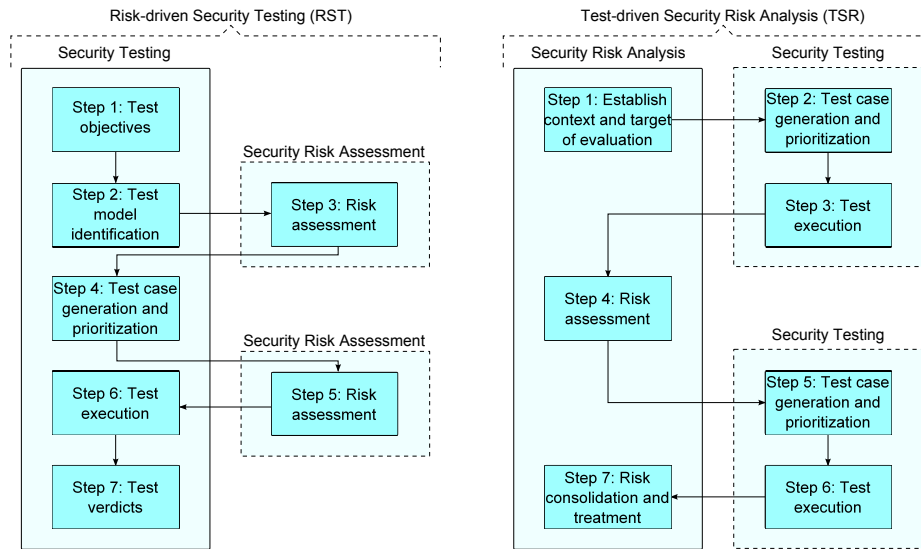 Risk-driven Security Testing (RST)
Security Testing
Step 1: Test
objectives
Step 2: Test
model
identification
Security Risk Assessment
Step 3: Risk
assessment
Step 4: Test case
generation and
prioritization
Security Risk Assessment
Step 5: Risk
assessment
Step 6: Test
execution
Step 7: Test
verdicts
Test-driven Security Risk Analysis (TSR)
Security Risk Analysis
Step 1: Establish
context and target
of evaluation
Security Testing
Step 2: Test case
generation and
prioritization
Step 3: Test
execution
Step 4: Risk
assessment
Security Testing
Step 5: Test case
generation and
prioritization
Step 6: Test
execution
Step 7: Risk
consolidation and
treatment